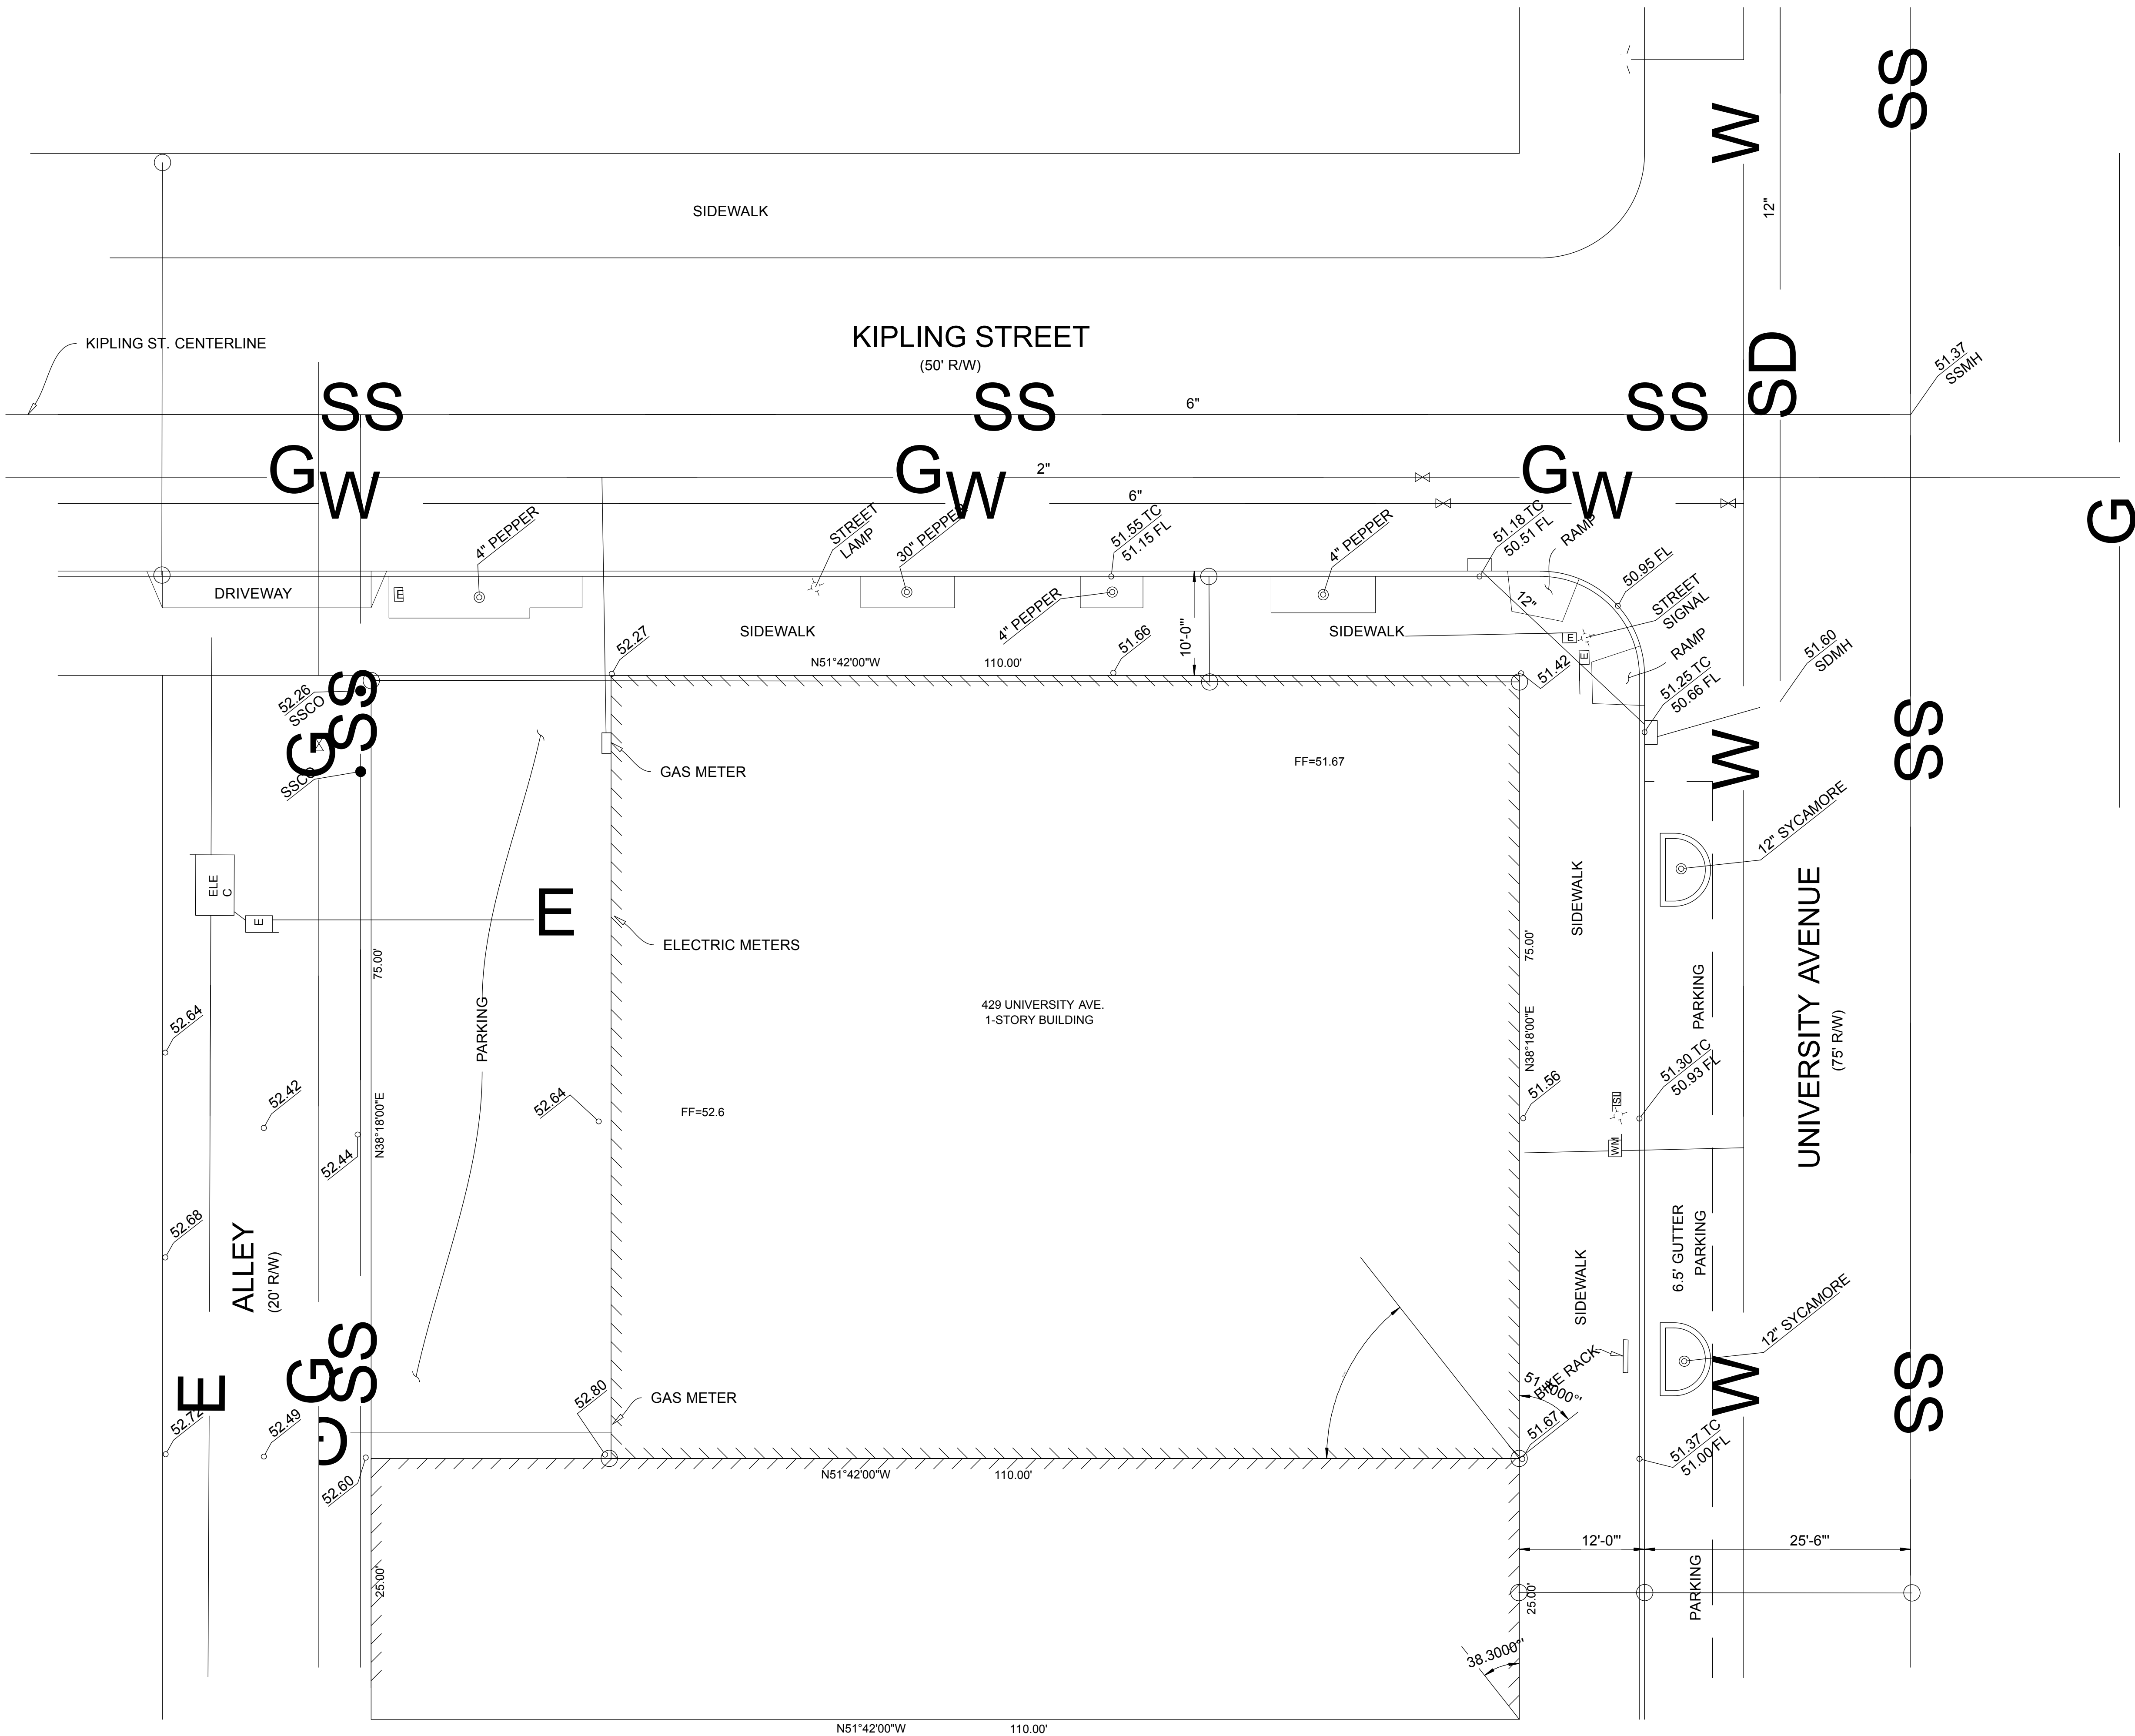 SS
W
12"
SIDEWALK
KIPLING STREET
(50' R/W)
KIPLING ST. CENTERLINE
SD
51.37
SSMH
SS
SS
6"
SS
G
W
G
W
2"
6"
G
W
G
4" PEPPER
STREET
LAMP
30" PEPPER
51.55 TC
51.15 FL
4" PEPPER
51.18 TC
50.51 FL
RAMP
50.95 FL
STREET
SIGNAL
DRIVEWAY
E
4" PEPPER
12"
SIDEWALK
SIDEWALK
10'-0"'
E
E
RAMP
52.27
51.66
N51°42'00"W
110.00'
51.42
51.60
SDMH
51.25 TC
50.66 FL
52.26
SSCO
SS
G
SSCO
GAS METER
FF=51.67
W
SS
12" SYCAMORE
ELE
C
E
E
ELECTRIC METERS
SIDEWALK
75.00'
75.00'
PARKING
PARKING
UNIVERSITY AVENUE
(75' R/W)
429 UNIVERSITY AVE.
1-STORY BUILDING
N38°18'00"E
N38°18'00"E
52.64
52.42
52.44
52.64
FF=52.6
51.56
SL
51.30 TC
50.93 FL
WM
52.68
ALLEY
(20' R/W)
SIDEWALK
6.5' GUTTER
PARKING
12" SYCAMORE
E
G
SS
G
52.72
52.49
52.80
GAS METER
BIKE RACK
51.67
W
SS
51.37 TC
51.00 FL
52.60
N51°42'00"W
110.00'
12'-0"'
25'-6"'
25.00'
25.00'
PARKING
38.3000°'
N51°42'00"W
110.00'